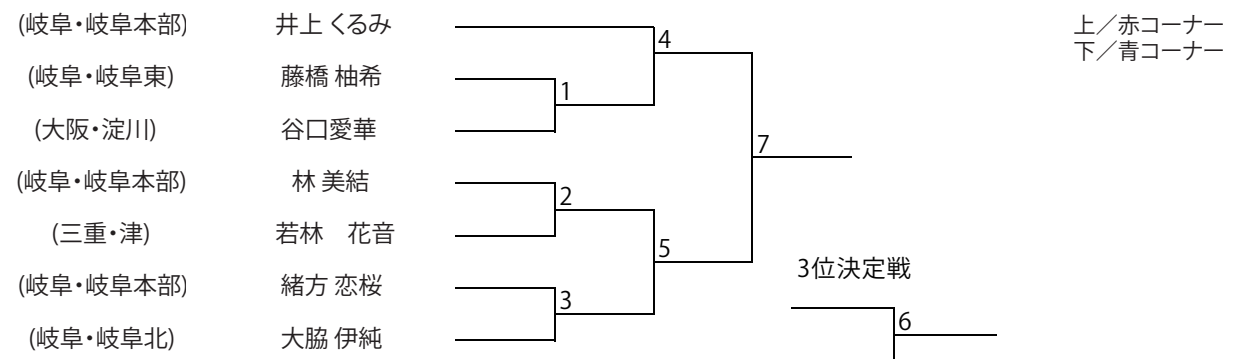 (岐阜・岐阜本部) 井上 くるみ
上／赤コーナー
下／青コーナー
4
(岐阜・岐阜東) 藤橋 柚希
1
(大阪・淀川) 谷口愛華
7
(岐阜・岐阜本部) 林 美結
2
(三重・津) 若林　花音
5
3位決定戦
(岐阜・岐阜本部) 緒方 恋桜
3
6
(岐阜・岐阜北) 大脇 伊純